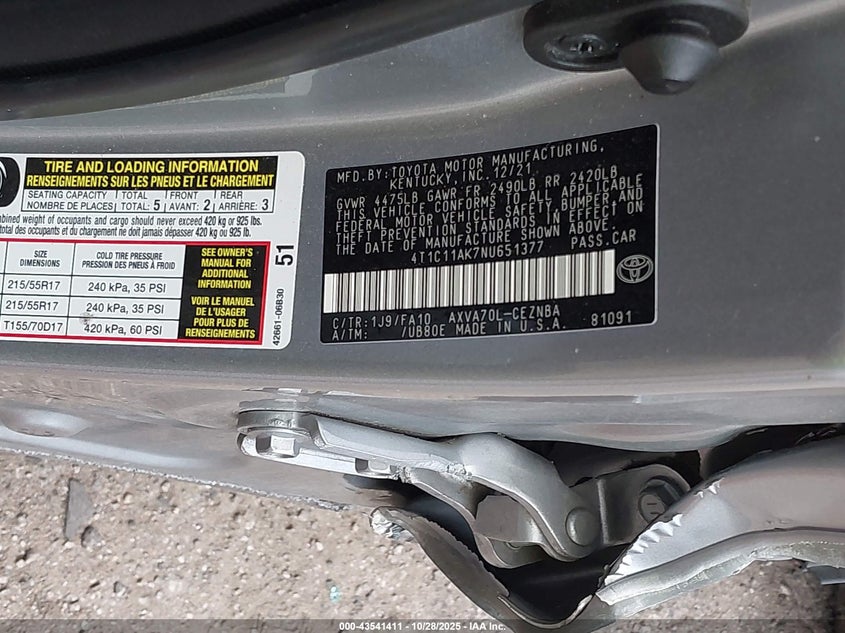 TIRE AND LOADING INFORMATION
RENSEIGNEMENTS SUR LES PNEUS ET LE CHARGEMENT
SEATING CAPACITY TOTAL FRONT REAR
NOMBRE DE PLACES TOTAL: 5 AVANT: 2 ARRIÈRE: 3
mbined weight of occupants and cargo should never exceed 420 kg or 925 lbs.
total des occupants et du chargement ne doit jamais dépasser 420 kg ou 925 lb.
SIZE COLD TIRE PRESSURE
DIMENSIONS PRESSION DES PNEUS À FROID
215/55R17 240 kPa, 35 PSI
215/55R17 240 kPa, 35 PSI
T155/70D17 420 kPa, 60 PSI
SEE OWNER'S
MANUAL FOR
ADDITIONAL
INFORMATION
VOIR LE MANUEL
DE L'USAGER
POUR PLUS DE
RENSEIGNEMENTS
51
42661-06B30
MFD.BY:TOYOTA MOTOR MANUFACTURING,
KENTUCKY,INC.12/21
GVWR 4475LB GAWR FR 2490LB RR 2420LB
THIS VEHICLE CONFORMS TO ALL APPLICABLE
FEDERAL MOTOR VEHICLE SAFETY,BUMPER,AND
THEFT PREVENTION STANDARDS IN EFFECT ON
THE DATE OF MANUFACTURE SHOWN ABOVE.
4T1C11AK7NU651377 PASS.CAR
C/TR:1J9/FA10 AXVA70L-CEZNBA
A/TM: /UB80E MADE IN U.S.A. 81091
000-43541411 - 10/28/2025 - IAA Inc.